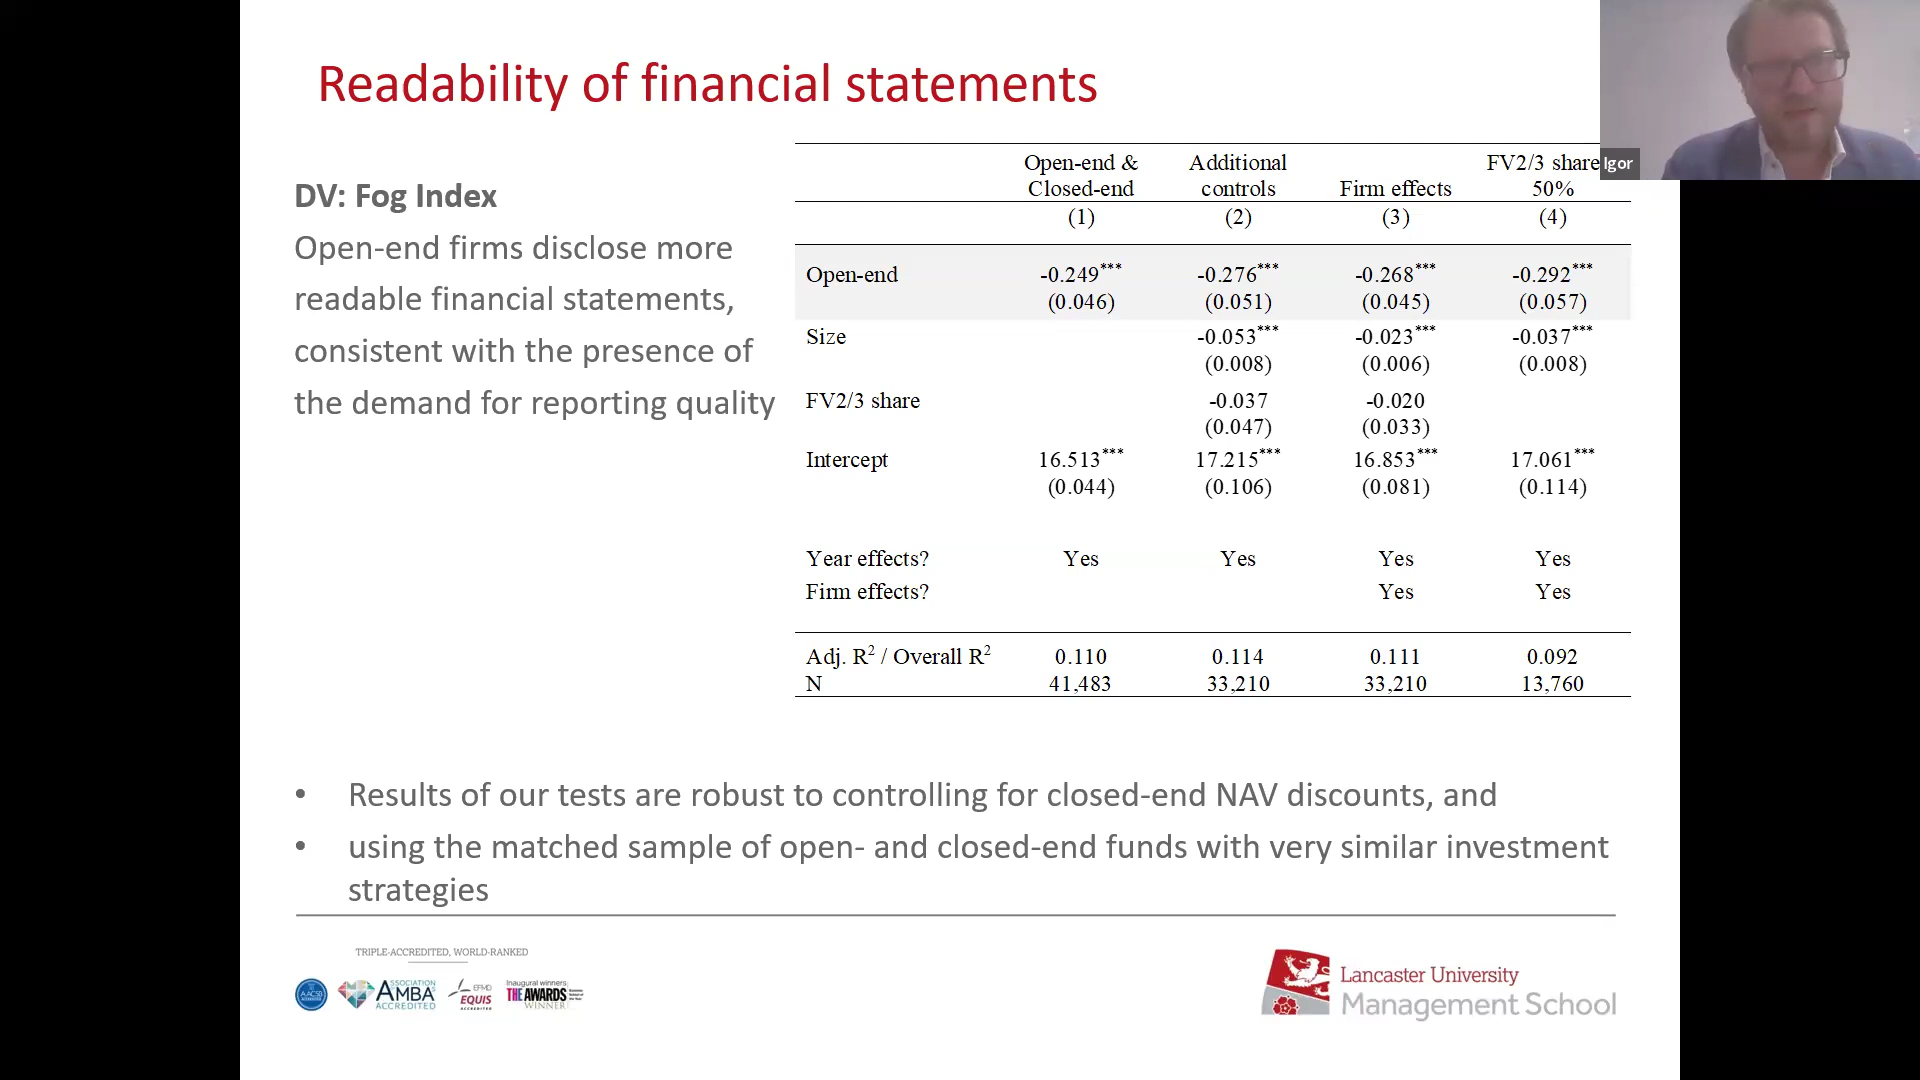 Readability of financial statements
Igor
DV: Fog Index
Open-end firms disclose more
readable financial statements,
consistent with the presence of
the demand for reporting quality
Open-end & Additional FV2/3 share
Closed-end controls Firm effects 50%
(1) (2) (3) (4)
Open-end -0.249*** -0.276*** -0.268*** -0.292***
(0.046) (0.051) (0.045) (0.057)
Size -0.053*** -0.023*** -0.037***
(0.008) (0.006) (0.008)
FV2/3 share -0.037 -0.020
(0.047) (0.033)
Intercept 16.513*** 17.215*** 16.853*** 17.061***
(0.044) (0.106) (0.081) (0.114)
Year effects? Yes Yes Yes Yes
Firm effects? Yes Yes
Adj. R² / Overall R² 0.110 0.114 0.111 0.092
N 41,483 33,210 33,210 13,760
• Results of our tests are robust to controlling for closed-end NAV discounts, and
• using the matched sample of open- and closed-end funds with very similar investment
strategies
TRIPLE-ACCREDITED, WORLD-RANKED
AACSB
ASSOCIATION
AMBA
ACCREDITED
EFMD
EQUIS
ACCREDITED
Inaugural winners
THE AWARDS
WINNER
Lancaster University
Management School